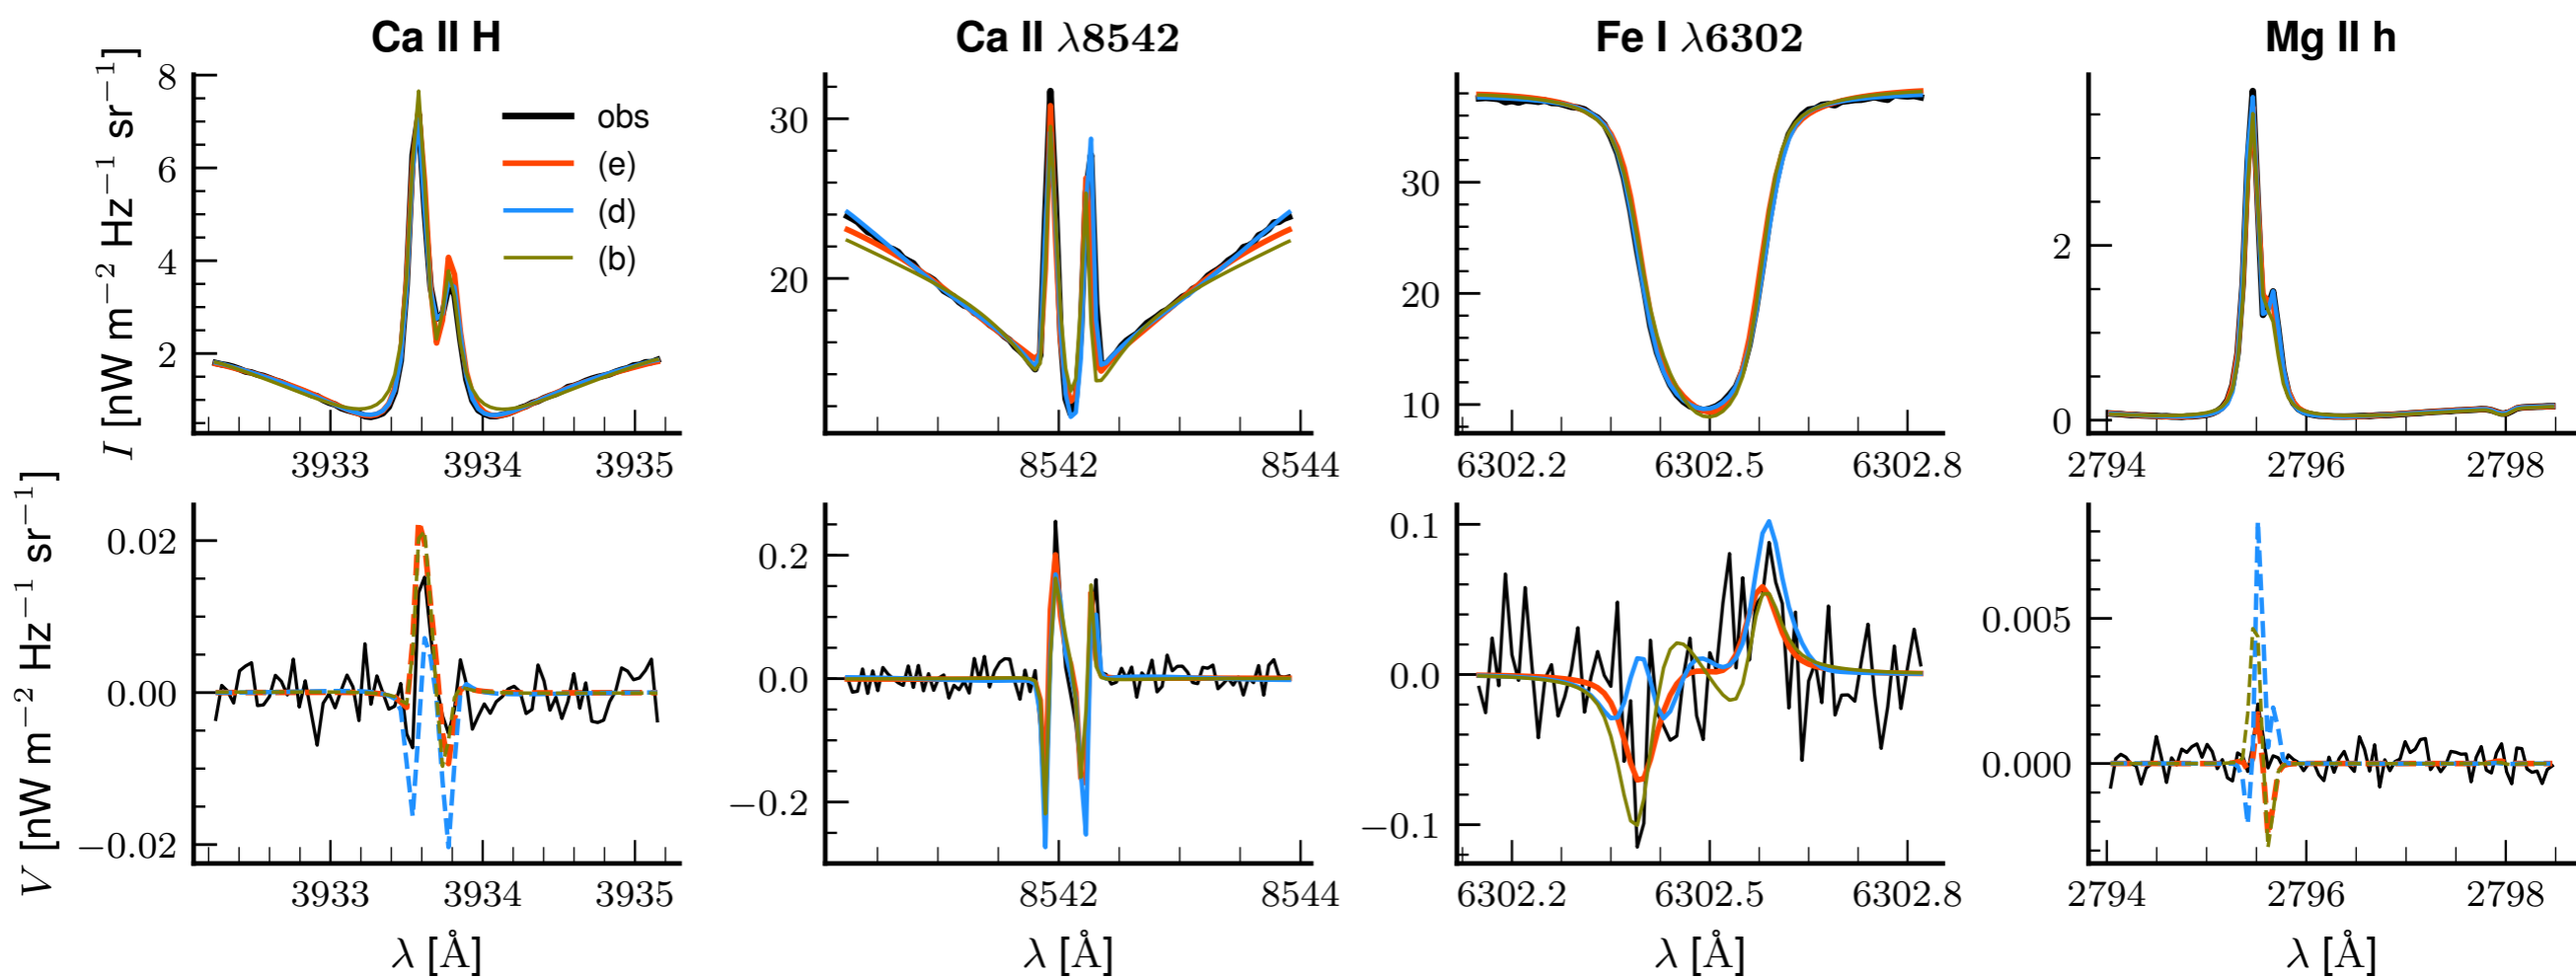 Ca II H
Ca II λ8542
Fe I λ6302
Mg II h
I [nW m⁻² Hz⁻¹ sr⁻¹]
8
6
4
2
obs
(e)
(d)
(b)
3933 3934 3935
30
20
8542 8544
30
20
10
6302.2 6302.5 6302.8
2
0
2794 2796 2798
V [nW m⁻² Hz⁻¹ sr⁻¹]
0.02
0.00
−0.02
3933 3934 3935
λ [Å]
0.2
0.0
−0.2
8542 8544
λ [Å]
0.1
0.0
−0.1
6302.2 6302.5 6302.8
λ [Å]
0.005
0.000
2794 2796 2798
λ [Å]